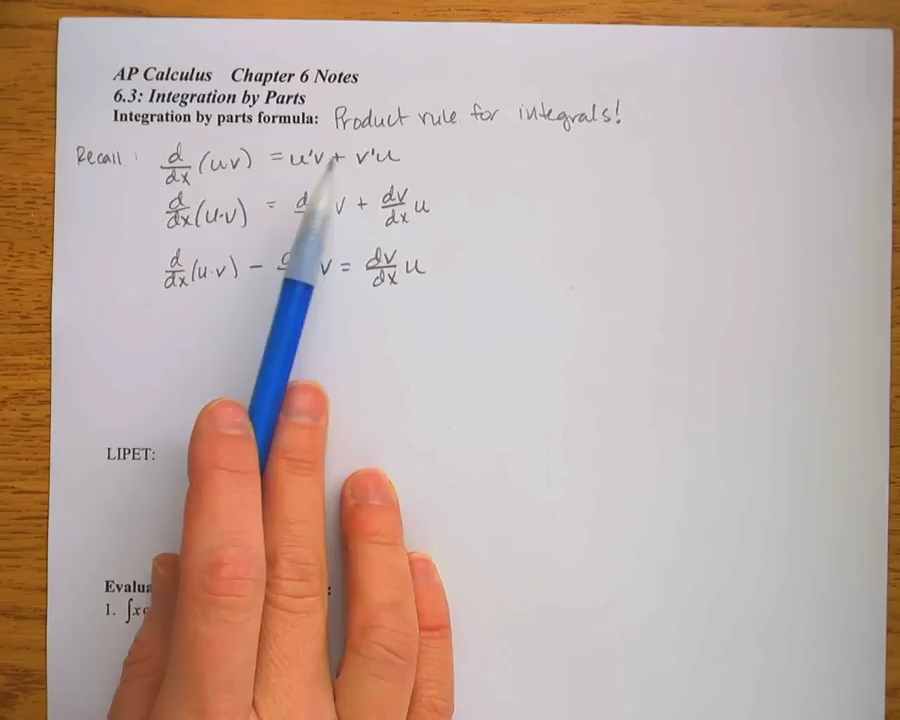 AP Calculus Chapter 6 Notes
6.3: Integration by Parts
Integration by parts formula: Product rule for integrals!
Recall: d/dx (uv) = u'v + v'u
d/dx (u·v) = v + dv/dx u
d/dx (u·v) - v = dv/dx u
LIPET:
1. ∫x